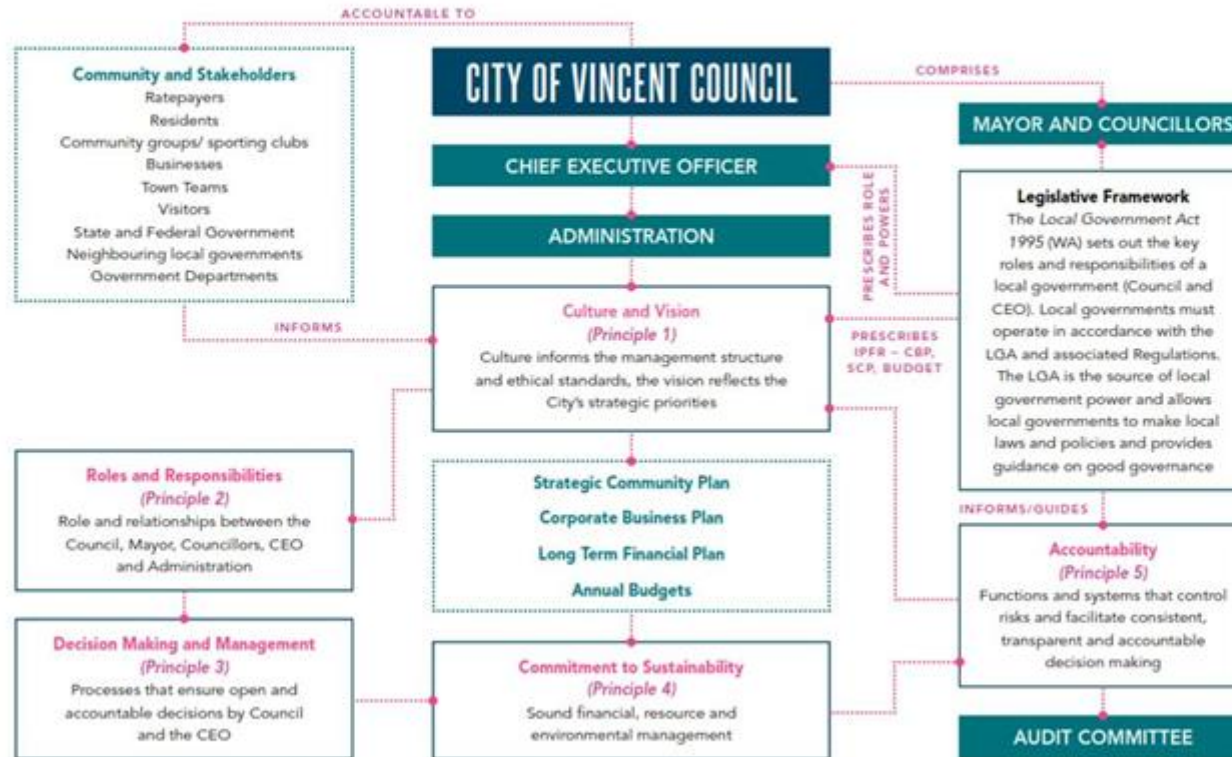 ACCOUNTABLE TO
Community and Stakeholders
Ratepayers
Residents
Community groups/ sporting clubs
Businesses
Town Teams
Visitors
State and Federal Government
Neighbouring local governments
Government Departments
CITY OF VINCENT COUNCIL
COMPRISES
MAYOR AND COUNCILLORS
CHIEF EXECUTIVE OFFICER
ADMINISTRATION
PRESCRIBES ROLE
AND POWERS
Legislative Framework
The Local Government Act
1995 (WA) sets out the key
roles and responsibilities of a
local government (Council and
CEO). Local governments must
operate in accordance with the
LGA and associated Regulations.
The LGA is the source of local
government power and allows
local governments to make local
laws and policies and provides
guidance on good governance
INFORMS
Culture and Vision
(Principle 1)
Culture informs the management structure
and ethical standards, the vision reflects the
City's strategic priorities
PRESCRIBES
IPFR – CBP,
SCP, BUDGET
Roles and Responsibilities
(Principle 2)
Role and relationships between the
Council, Mayor, Councillors, CEO
and Administration
Strategic Community Plan
Corporate Business Plan
Long Term Financial Plan
Annual Budgets
INFORMS/GUIDES
Accountability
(Principle 5)
Functions and systems that control
risks and facilitate consistent,
transparent and accountable
decision making
Decision Making and Management
(Principle 3)
Processes that ensure open and
accountable decisions by Council
and the CEO
Commitment to Sustainability
(Principle 4)
Sound financial, resource and
environmental management
AUDIT COMMITTEE